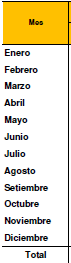 Mes
Enero
Febrero
Marzo
Abril
Mayo
Junio
Julio
Agosto
Setiembre
Octubre
Noviembre
Diciembre
Total